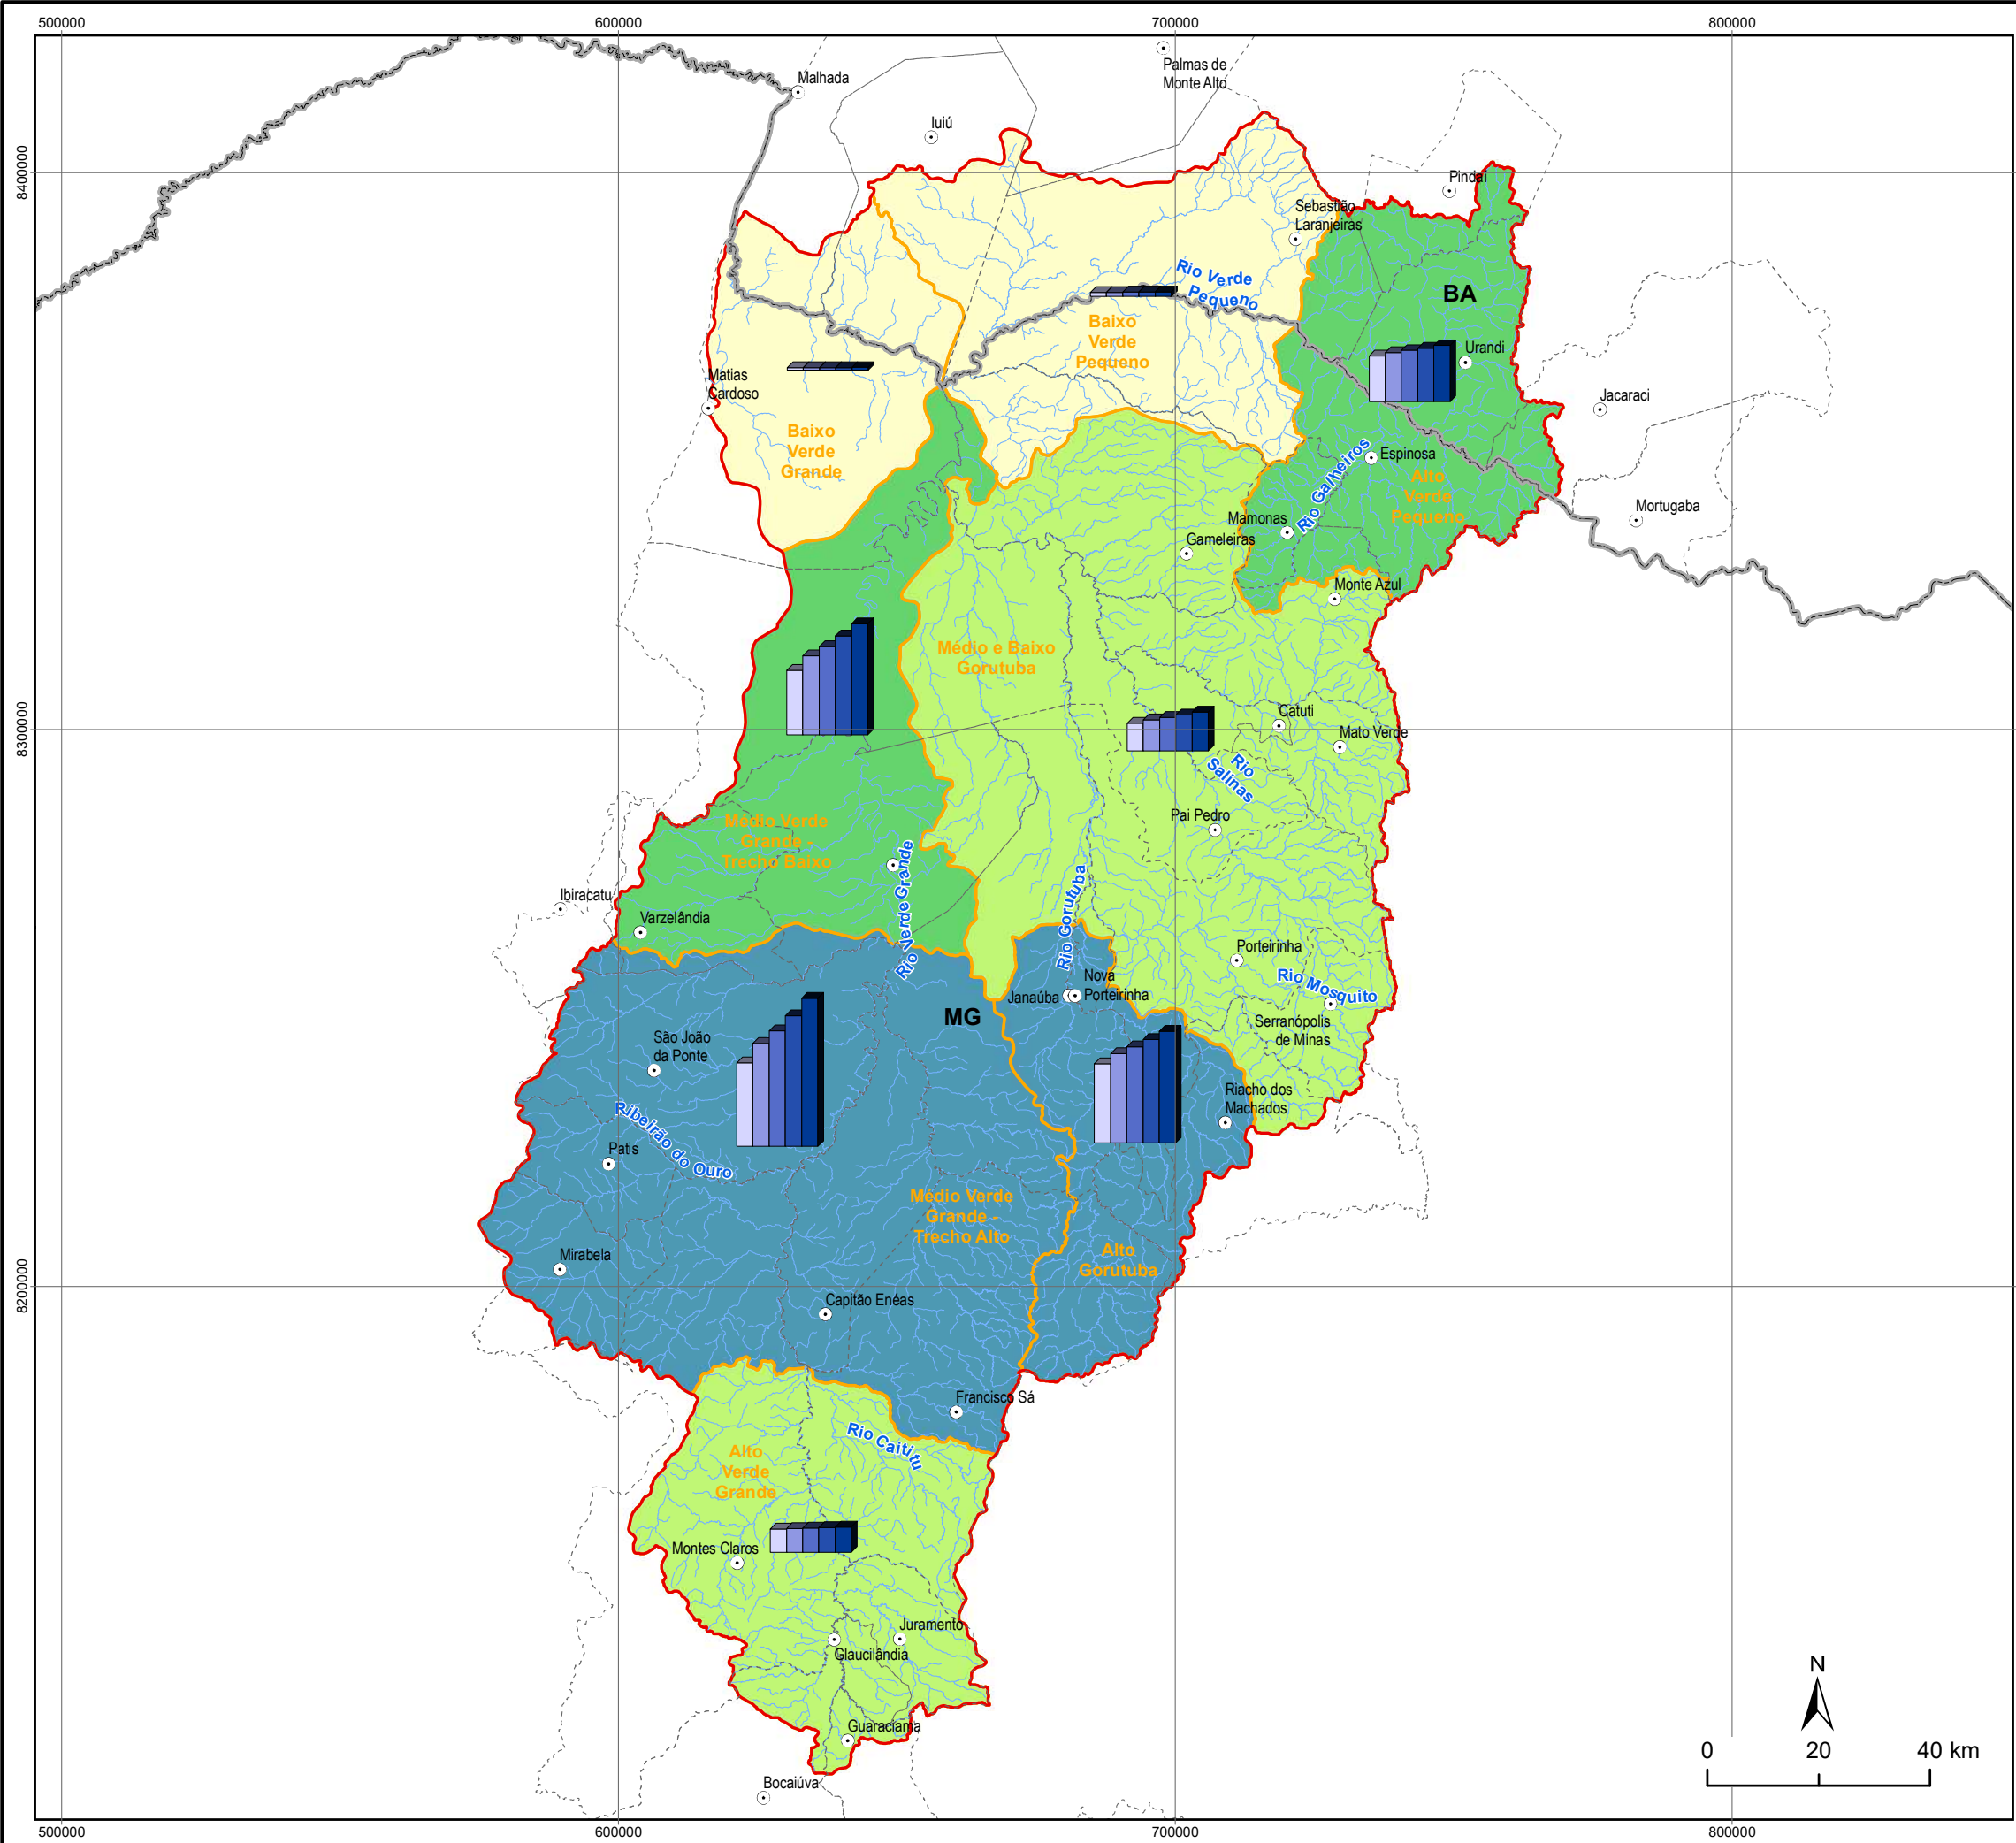 500000
600000
700000
800000
8400000
8300000
8200000
Malhada
Palmas de
Monte Alto
Iuiú
Pindaí
Sebastião
Laranjeiras
Rio Verde
Pequeno
BA
Baixo
Verde
Pequeno
Urandi
Matias
Cardoso
Jacaraci
Baixo
Verde
Grande
Espinosa
Rio Galheiros
Alto
Verde
Pequeno
Mortugaba
Mamonas
Gameleiras
Monte Azul
Médio e Baixo
Gorutuba
Catuti
Mato Verde
Rio
Salinas
Pai Pedro
Médio Verde
Grande -
Trecho Baixo
Rio Verde Grande
Rio Gorutuba
Ibiracatu
Varzelândia
Porteirinha
Rio Mosquito
Nova
Porteirinha
Janaúba
MG
Serranópolis
de Minas
São João
da Ponte
Riacho dos
Machados
Ribeirão do Ouro
Patis
Médio Verde
Grande -
Trecho Alto
Alto
Gorutuba
Mirabela
Capitão Enéas
Francisco Sá
Rio Caititu
Alto
Verde
Grande
Montes Claros
Juramento
Glaucilândia
Guaraciama
Bocaiúva
N
0
20
40 km
500000
600000
700000
800000